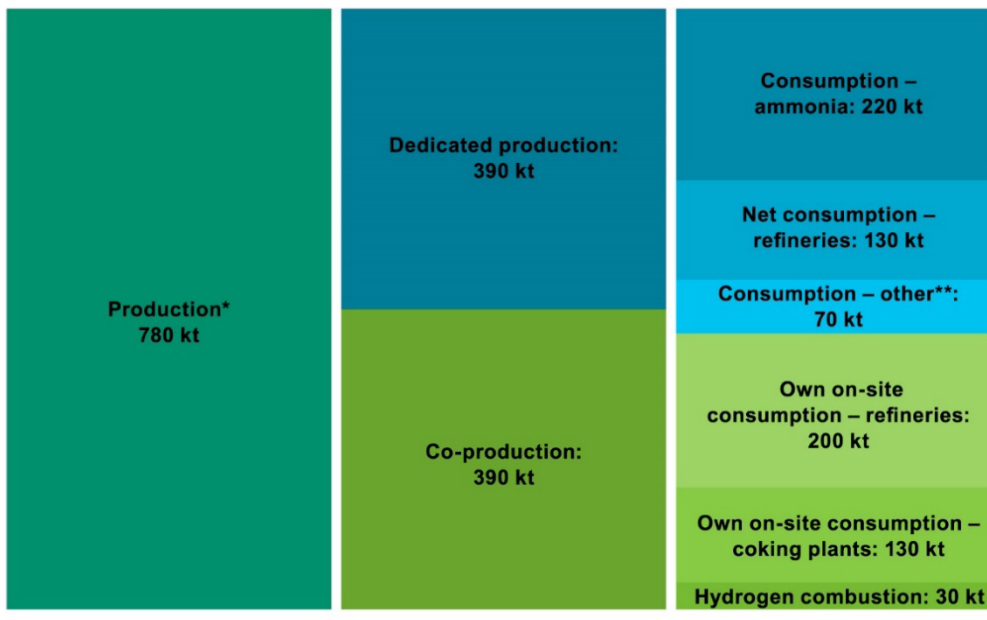 Production*
780 kt
Dedicated production:
390 kt
Co-production:
390 kt
Consumption –
ammonia: 220 kt
Net consumption –
refineries: 130 kt
Consumption – other**:
70 kt
Own on-site
consumption – refineries:
200 kt
Own on-site consumption –
coking plants: 130 kt
Hydrogen combustion: 30 kt